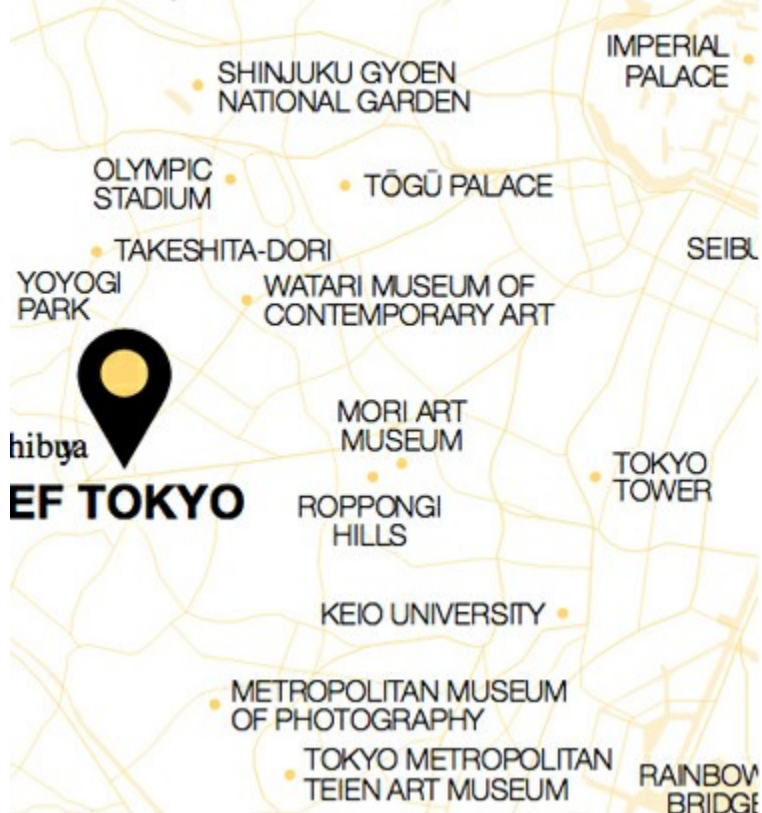 SHINJUKU GYOEN
NATIONAL GARDEN
IMPERIAL
PALACE
OLYMPIC
STADIUM
TŌGŪ PALACE
TAKESHITA-DORI
SEIBU
YOYOGI
PARK
WATARI MUSEUM OF
CONTEMPORARY ART
MORI ART
MUSEUM
hibuya
TOKYO
TOWER
EF TOKYO
ROPPONGI
HILLS
KEIO UNIVERSITY
METROPOLITAN MUSEUM
OF PHOTOGRAPHY
TOKYO METROPOLITAN
TEIEN ART MUSEUM
RAINBOW
BRIDGE